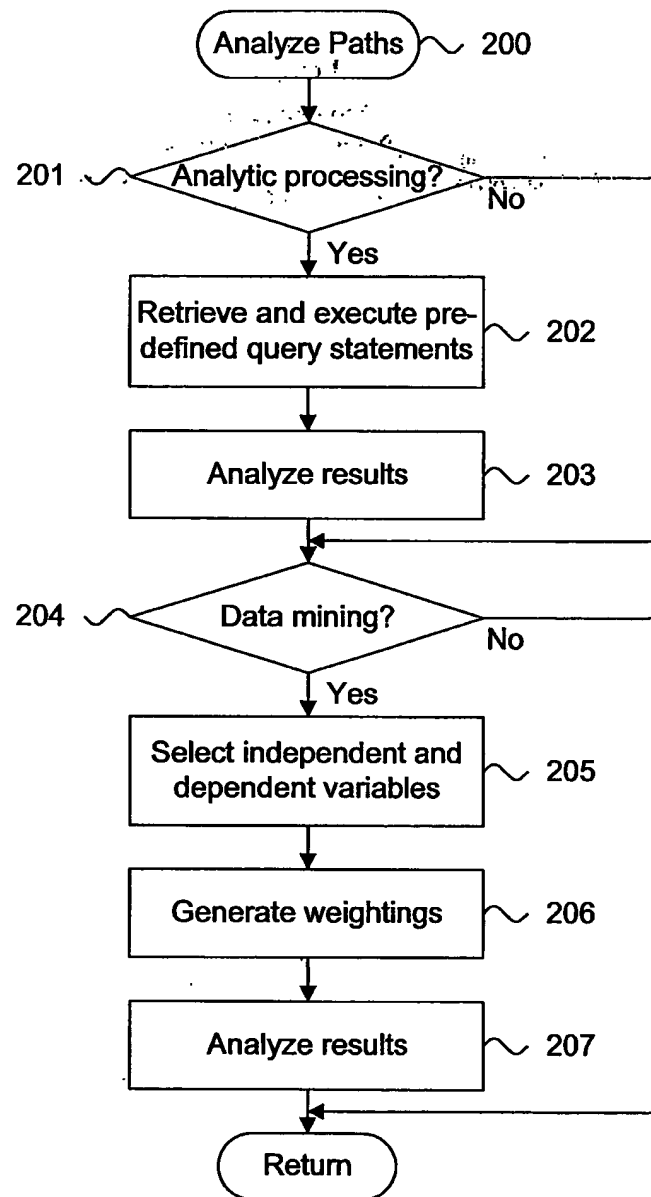 Analyze Paths
200
201
Analytic processing?
No
Yes
Retrieve and execute pre-
defined query statements
202
Analyze results
203
204
Data mining?
No
Yes
Select independent and
dependent variables
205
Generate weightings
206
Analyze results
207
Return